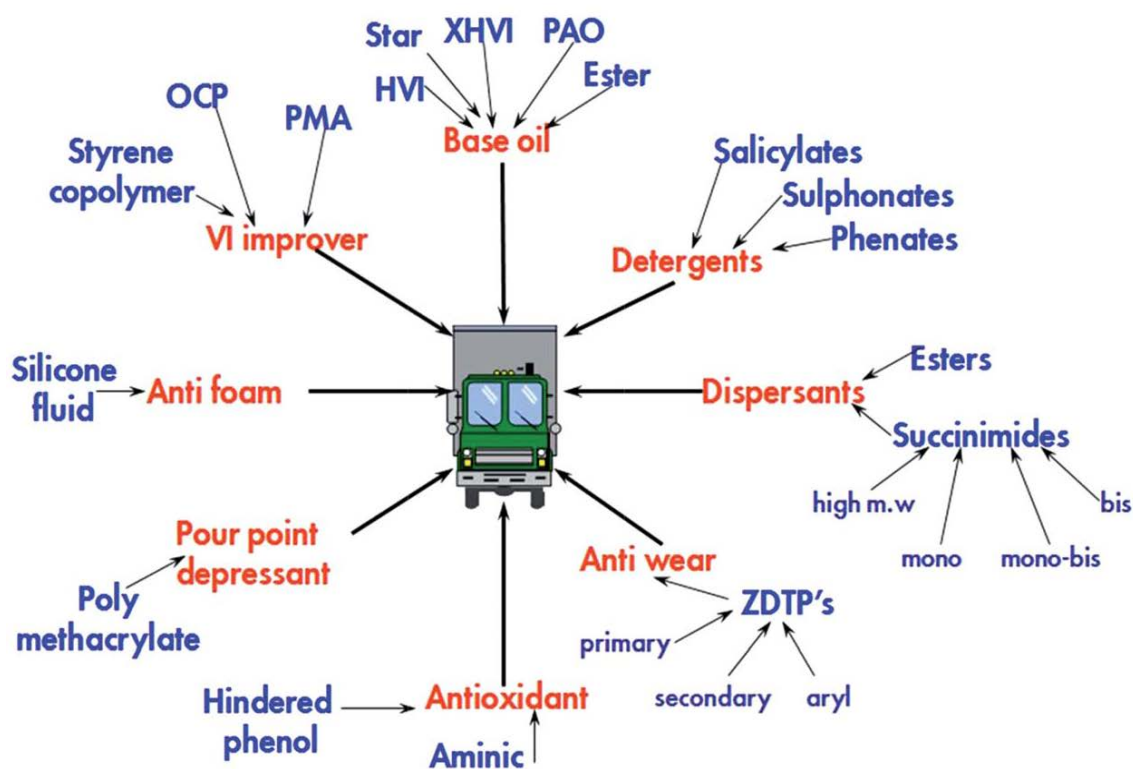 Star
XHVI
PAO
HVI
Ester
Base oil
OCP
PMA
Styrene
copolymer
VI improver
Salicylates
Sulphonates
Phenates
Detergents
Silicone
fluid
Anti foam
Esters
Dispersants
Succinimides
high m.w
bis
mono
mono-bis
Pour point
depressant
Poly
methacrylate
Anti wear
ZDTP's
primary
secondary
aryl
Hindered
phenol
Antioxidant
Aminic